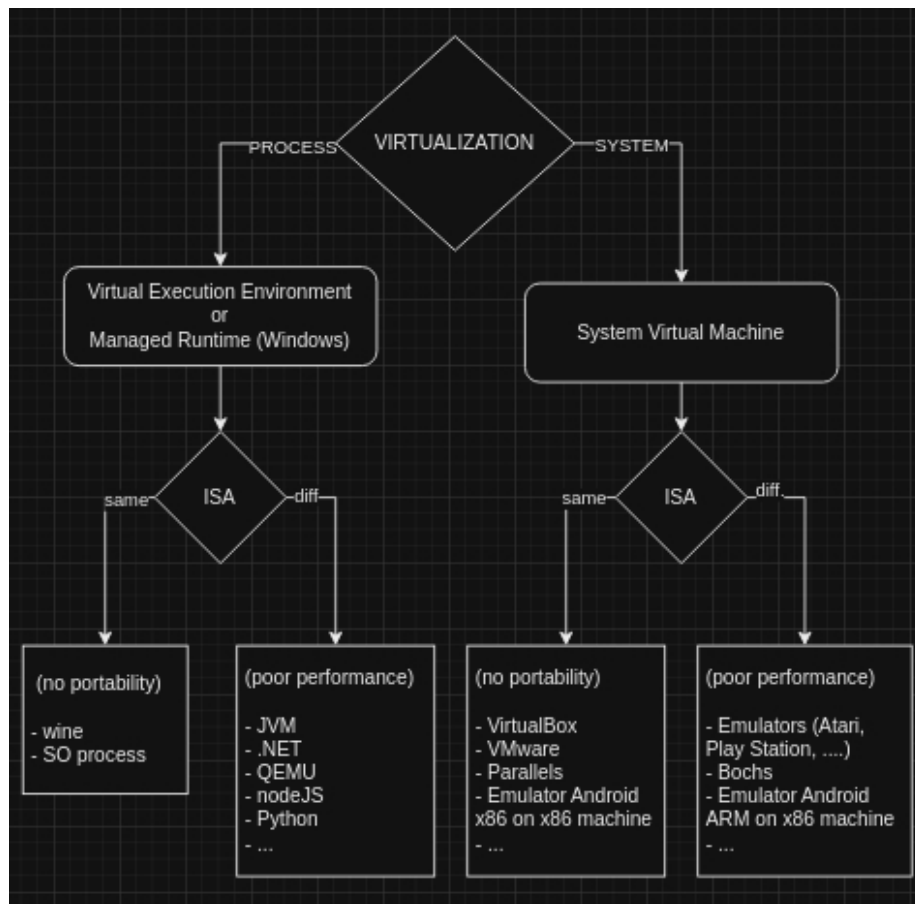 VIRTUALIZATION
PROCESS
SYSTEM
Virtual Execution Environment
or
Managed Runtime (Windows)
System Virtual Machine
ISA
same
diff
ISA
same
diff.
(no portability)
- wine
- SO process
(poor performance)
- JVM
- .NET
- QEMU
- nodeJS
- Python
- ...
(no portability)
- VirtualBox
- VMware
- Parallels
- Emulator Android
x86 on x86 machine
- ...
(poor performance)
- Emulators (Atari,
Play Station, ....)
- Bochs
- Emulator Android
ARM on x86 machine
- ...